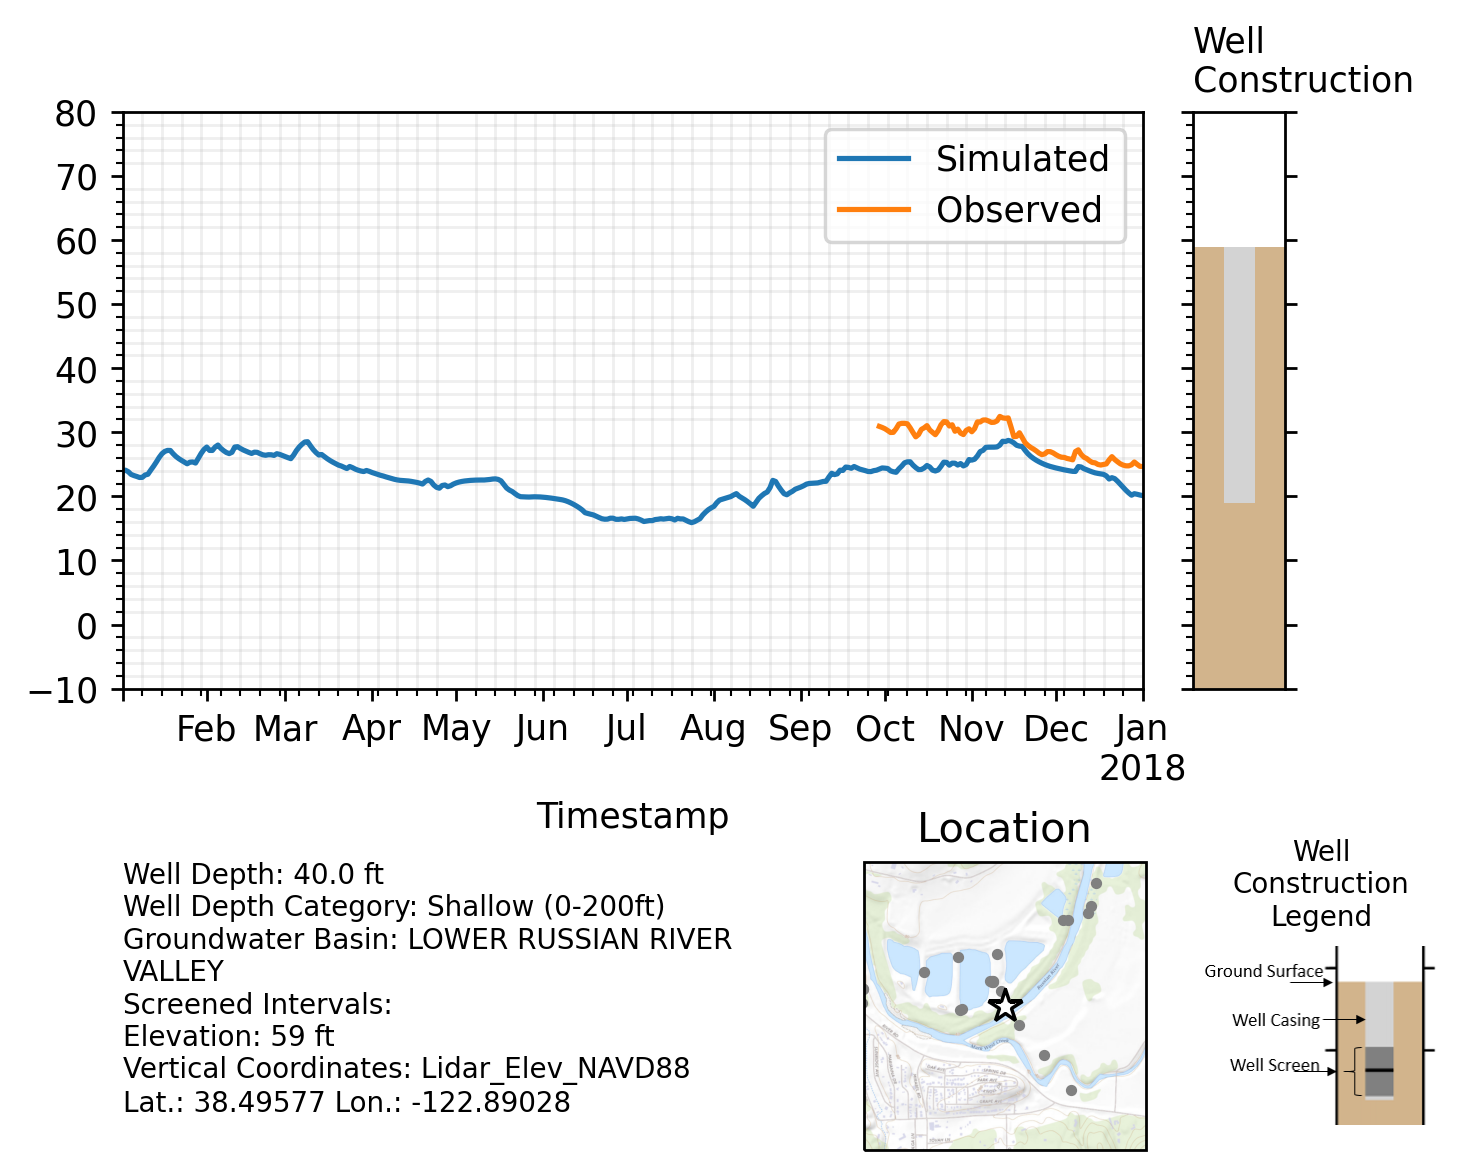 Well
Construction
80
70
60
50
40
30
20
10
0
−10
Simulated
Observed
Feb Mar Apr May Jun Jul Aug Sep Oct Nov Dec Jan
2018
Timestamp
Well Depth: 40.0 ft
Well Depth Category: Shallow (0-200ft)
Groundwater Basin: LOWER RUSSIAN RIVER
VALLEY
Screened Intervals:
Elevation: 59 ft
Vertical Coordinates: Lidar_Elev_NAVD88
Lat.: 38.49577 Lon.: -122.89028
Location
Well
Construction
Legend
Ground Surface
Well Casing
Well Screen